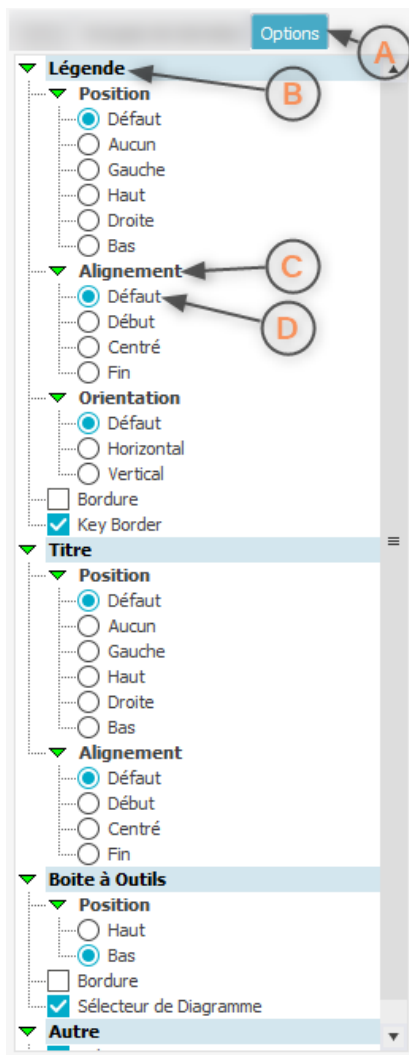 Options
A
Légende
B
Position
Défaut
Aucun
Gauche
Haut
Droite
Bas
Alignement
C
Défaut
D
Début
Centré
Fin
Orientation
Défaut
Horizontal
Vertical
Bordure
Key Border
Titre
Position
Défaut
Aucun
Gauche
Haut
Droite
Bas
Alignement
Défaut
Début
Centré
Fin
Boite à Outils
Position
Haut
Bas
Bordure
Sélecteur de Diagramme
Autre